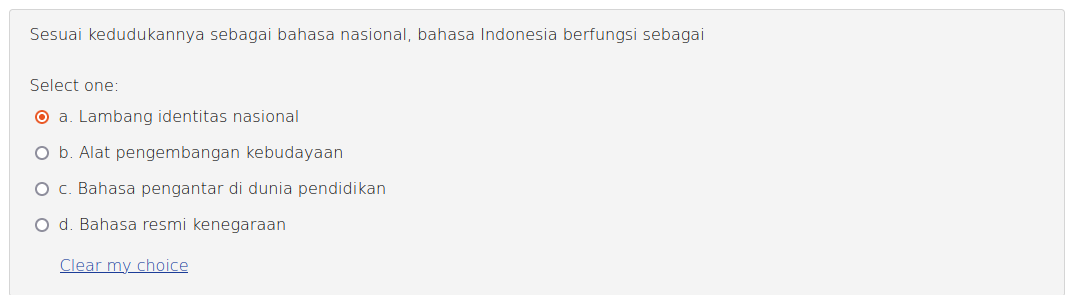 Sesuai kedudukannya sebagai bahasa nasional, bahasa Indonesia berfungsi sebagai
Select one:
a. Lambang identitas nasional
b. Alat pengembangan kebudayaan
c. Bahasa pengantar di dunia pendidikan
d. Bahasa resmi kenegaraan
Clear my choice